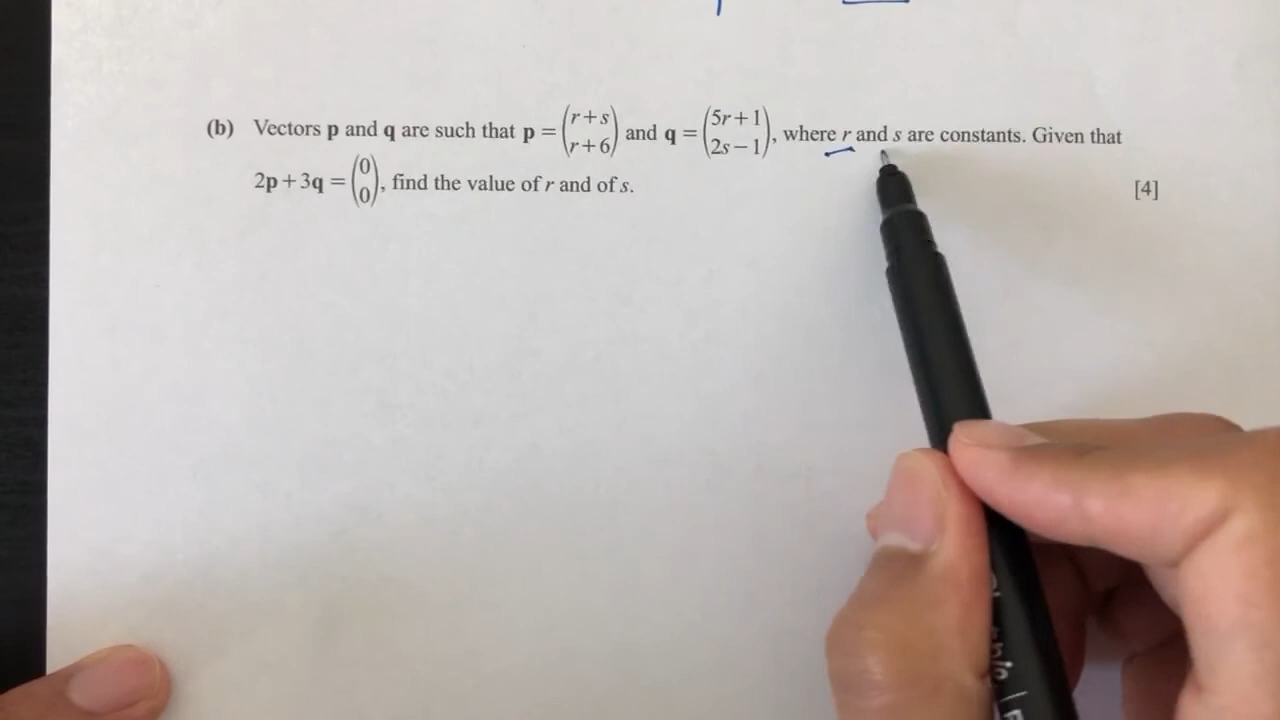 (b) Vectors p and q are such that p = (r+s r+6) and q = (5r+1 2s−1), where r and s are constants. Given that
2p+3q = (0 0), find the value of r and of s.
[4]